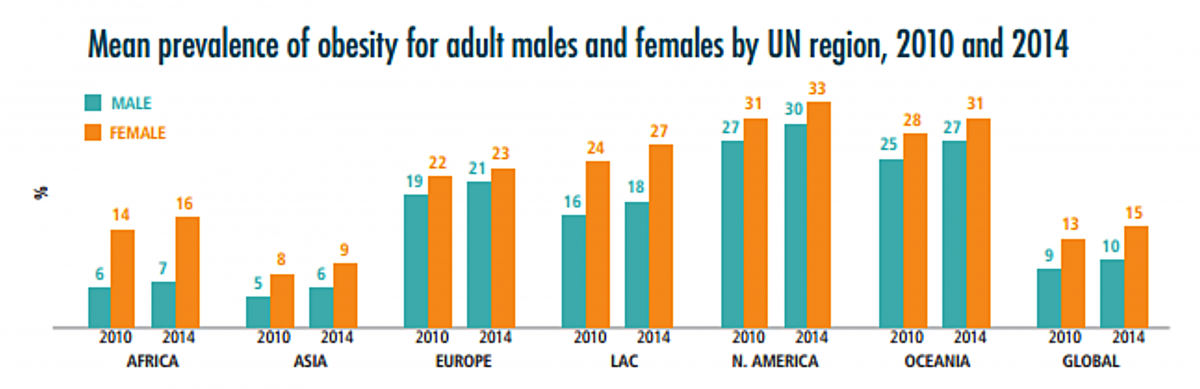 Mean prevalence of obesity for adult males and females by UN region, 2010 and 2014
MALE
FEMALE
%
6 14 7 16 5 8 6 9 19 22 21 23 16 24 18 27 27 31 30 33 25 28 27 31 9 13 10 15
2010 2014 2010 2014 2010 2014 2010 2014 2010 2014 2010 2014 2010 2014
AFRICA ASIA EUROPE LAC N. AMERICA OCEANIA GLOBAL